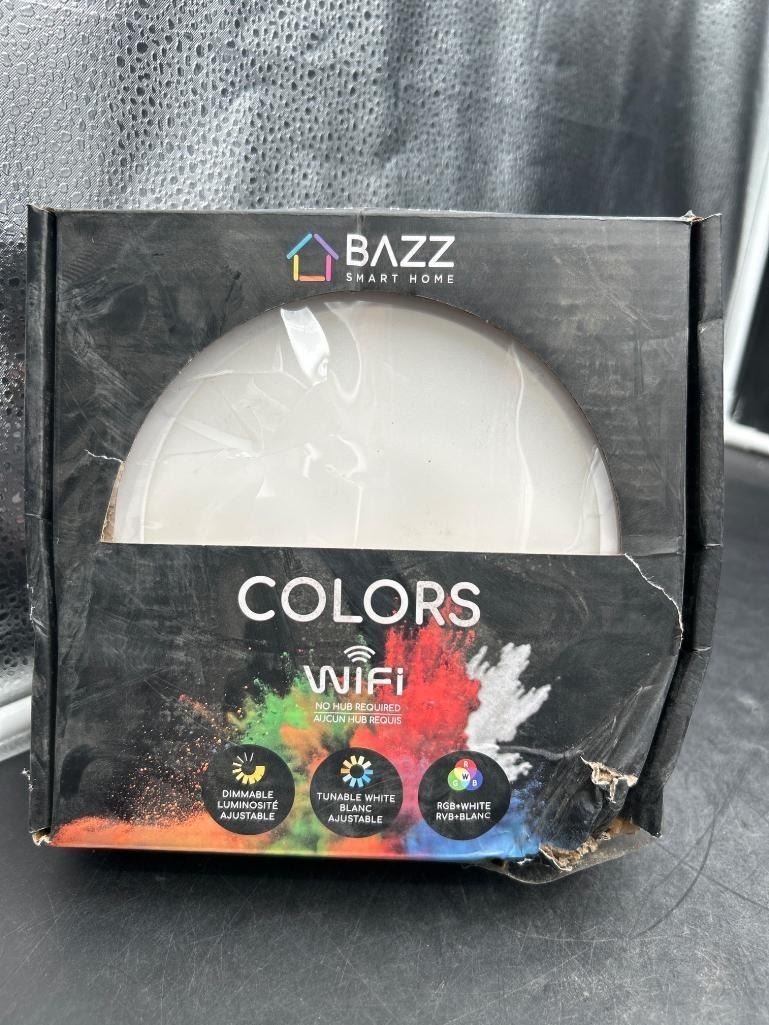 BAZZ
SMART HOME
COLORS
WiFi
NO HUB REQUIRED
AUCUN HUB REQUIS
DIMMABLE
LUMINOSITÉ
AJUSTABLE
TUNABLE WHITE
BLANC
AJUSTABLE
R
W
G B
RGB+WHITE
RVB+BLANC